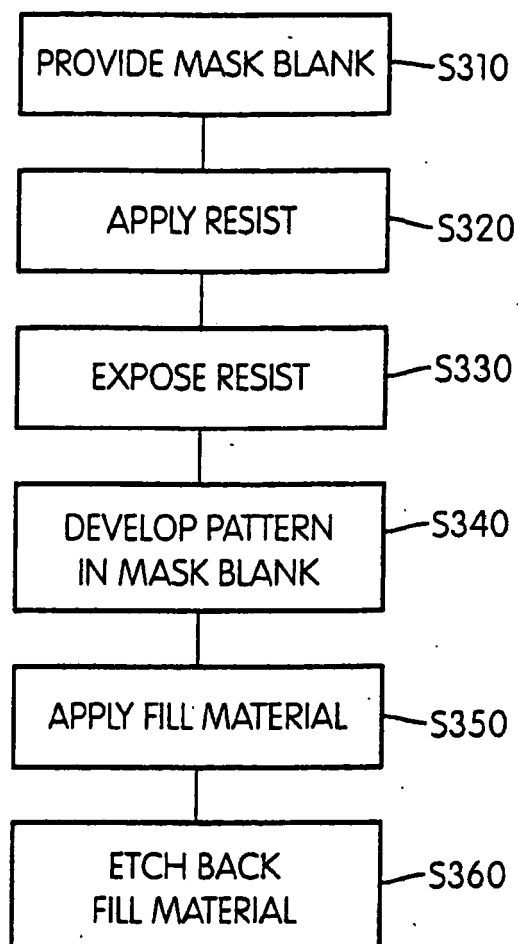 PROVIDE MASK BLANK
S310
APPLY RESIST
S320
EXPOSE RESIST
S330
DEVELOP PATTERN
IN MASK BLANK
S340
APPLY FILL MATERIAL
S350
ETCH BACK
FILL MATERIAL
S360